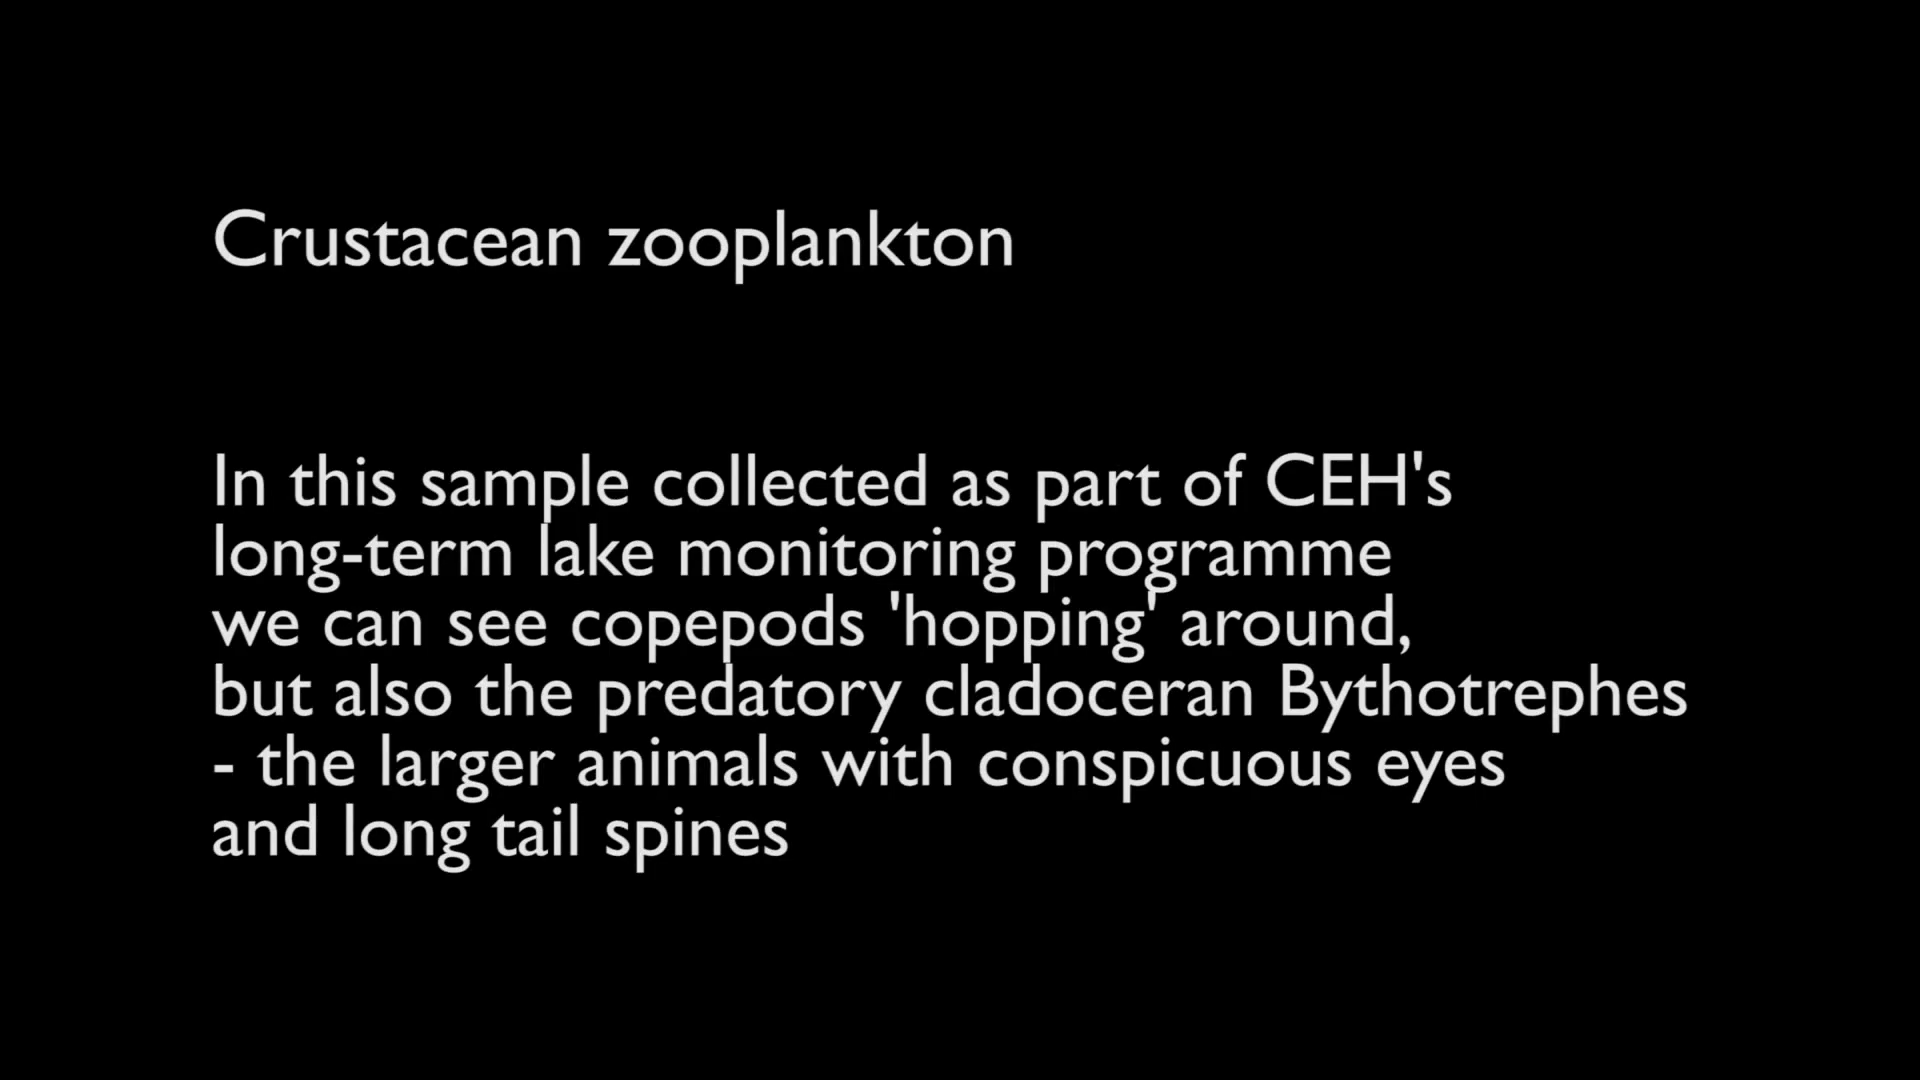 Crustacean zooplankton
In this sample collected as part of CEH's
long-term lake monitoring programme
we can see copepods 'hopping' around,
but also the predatory cladoceran Bythotrephes
- the larger animals with conspicuous eyes
and long tail spines